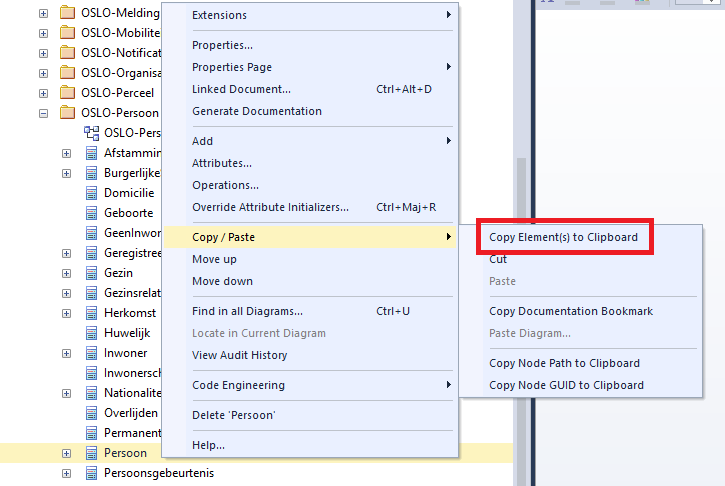 OSLO-Melding
OSLO-Mobilite
OSLO-Notificat
OSLO-Organisa
OSLO-Perceel
OSLO-Persoon
OSLO-Pers
Afstammin
Burgerlijke
Domicilie
Geboorte
GeenInwon
Geregistree
Gezin
Gezinsrelat
Herkomst
Huwelijk
Inwoner
Inwonersch
Nationalite
Overlijden
Permanent
Persoon
Persoonsgebeurtenis
Extensions
Properties...
Properties Page
Linked Document... Ctrl+Alt+D
Generate Documentation
Add
Attributes...
Operations...
Override Attribute Initializers... Ctrl+Maj+R
Copy / Paste
Move up
Move down
Find in all Diagrams... Ctrl+U
Locate in Current Diagram
View Audit History
Code Engineering
Delete 'Persoon'
Help...
Copy Element(s) to Clipboard
Cut
Paste
Copy Documentation Bookmark
Paste Diagram...
Copy Node Path to Clipboard
Copy Node GUID to Clipboard